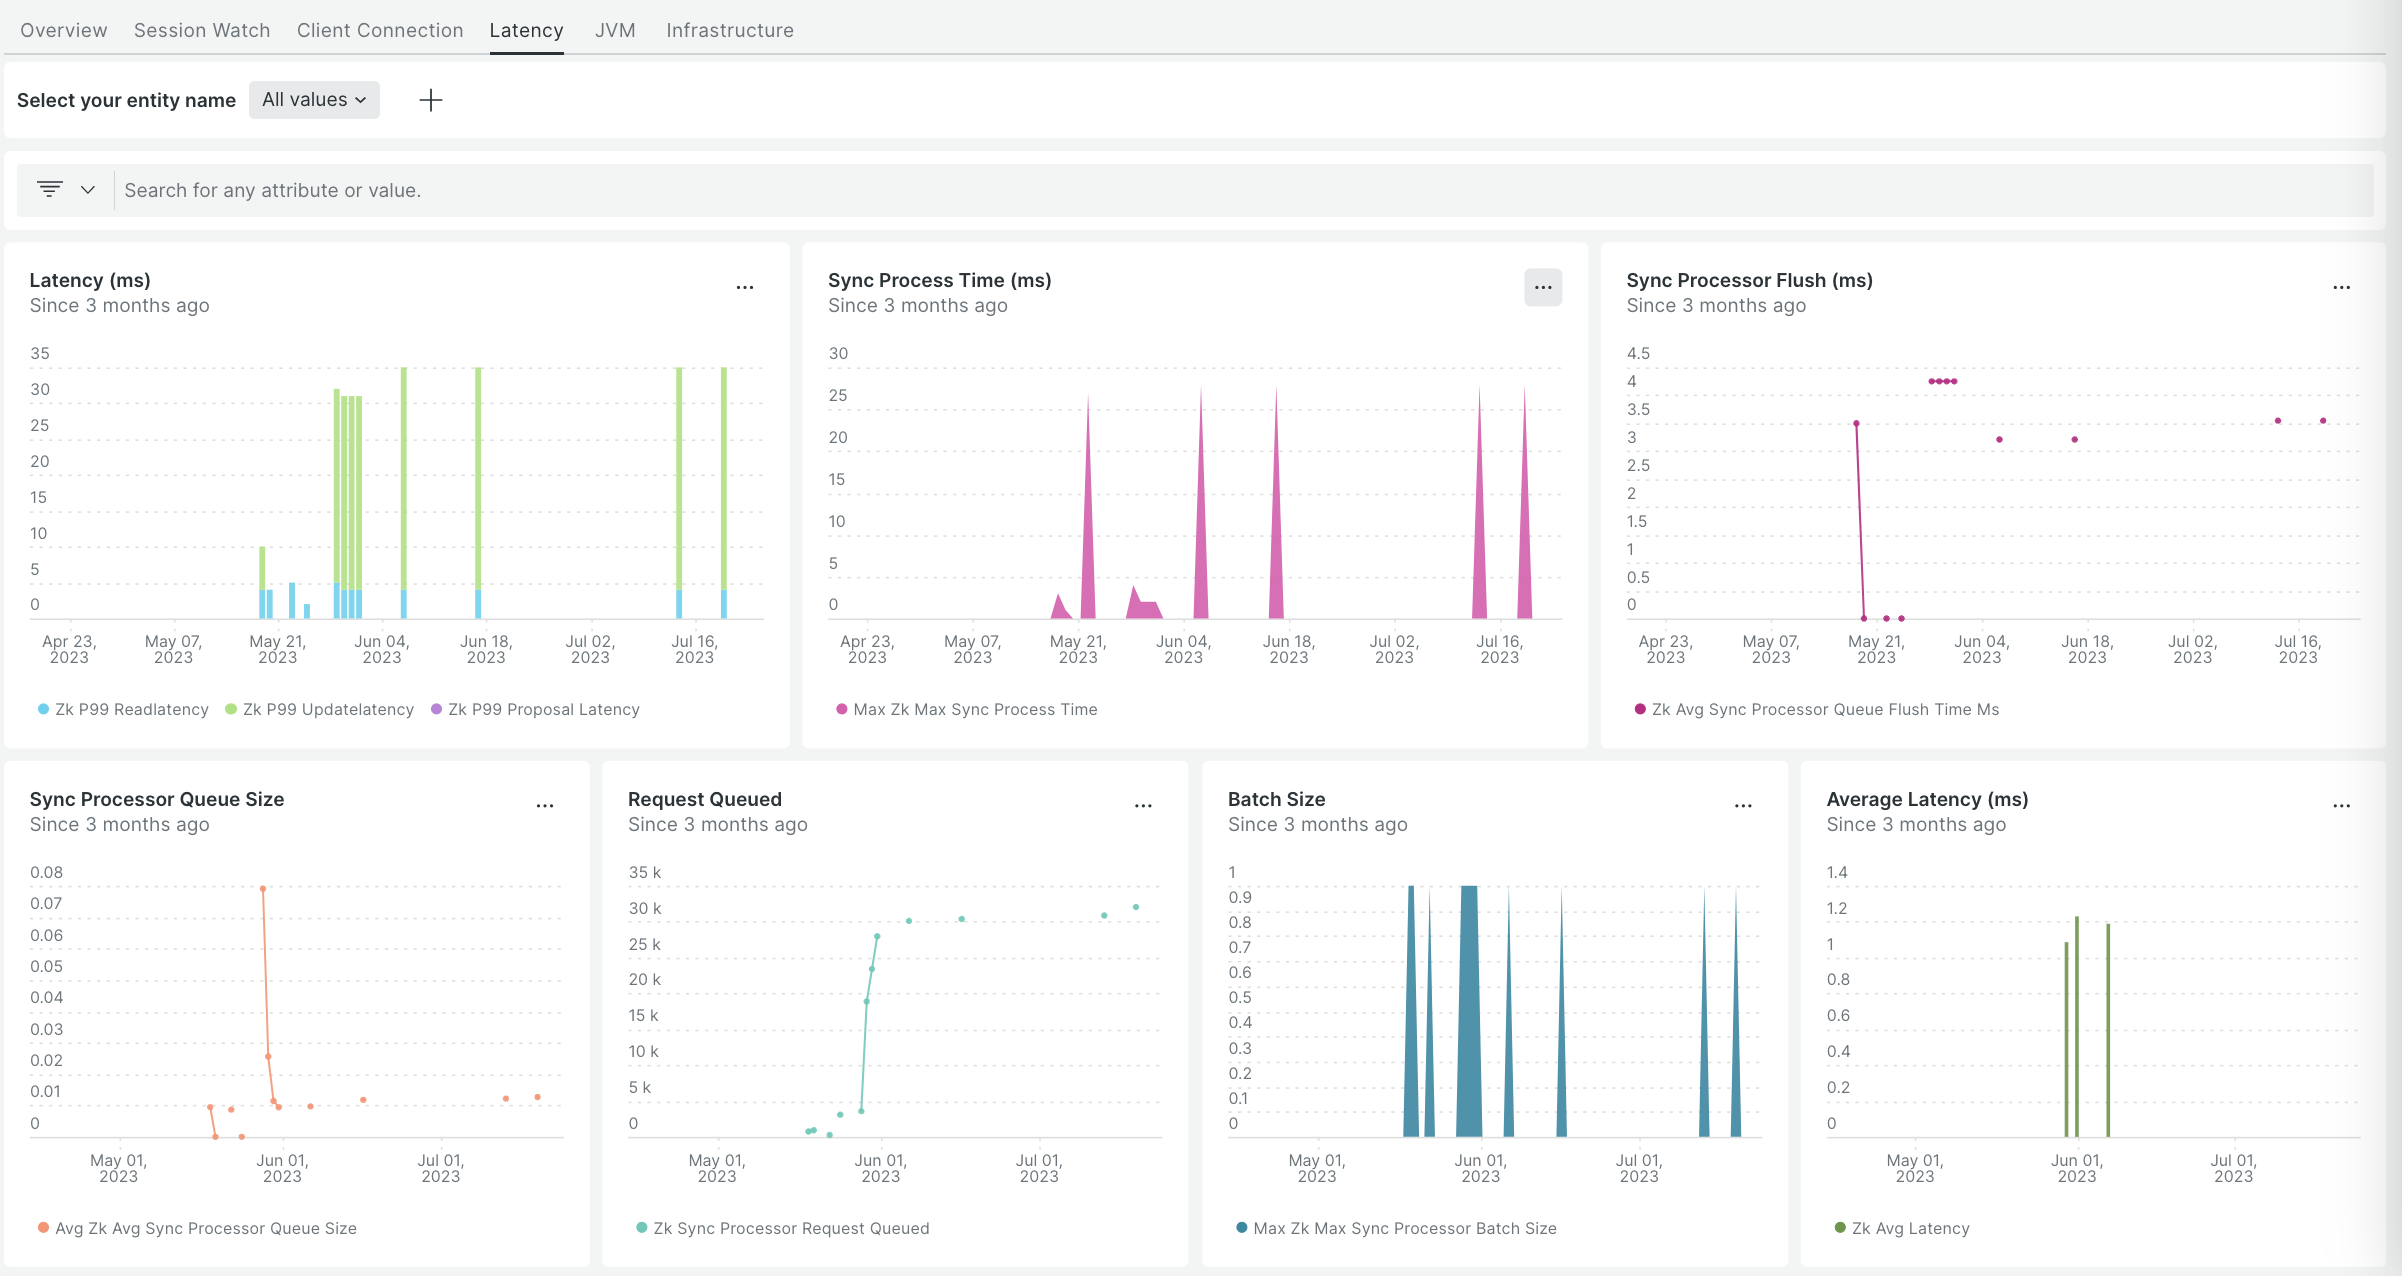 Overview Session Watch Client Connection Latency JVM Infrastructure
Select your entity name All values
Search for any attribute or value.
Latency (ms)
Since 3 months ago
35
30
25
20
15
10
5
0
Apr 23, 2023
May 07, 2023
May 21, 2023
Jun 04, 2023
Jun 18, 2023
Jul 02, 2023
Jul 16, 2023
Zk P99 Readlatency Zk P99 Updatelatency Zk P99 Proposal Latency
Sync Process Time (ms)
Since 3 months ago
30
25
20
15
10
5
0
Apr 23, 2023
May 07, 2023
May 21, 2023
Jun 04, 2023
Jun 18, 2023
Jul 02, 2023
Jul 16, 2023
Max Zk Max Sync Process Time
Sync Processor Flush (ms)
Since 3 months ago
4.5
4
3.5
3
2.5
2
1.5
1
0.5
0
Apr 23, 2023
May 07, 2023
May 21, 2023
Jun 04, 2023
Jun 18, 2023
Jul 02, 2023
Jul 16, 2023
Zk Avg Sync Processor Queue Flush Time Ms
Sync Processor Queue Size
Since 3 months ago
0.08
0.07
0.06
0.05
0.04
0.03
0.02
0.01
0
May 01, 2023
Jun 01, 2023
Jul 01, 2023
Avg Zk Avg Sync Processor Queue Size
Request Queued
Since 3 months ago
35 k
30 k
25 k
20 k
15 k
10 k
5 k
0
May 01, 2023
Jun 01, 2023
Jul 01, 2023
Zk Sync Processor Request Queued
Batch Size
Since 3 months ago
1
0.9
0.8
0.7
0.6
0.5
0.4
0.3
0.2
0.1
0
May 01, 2023
Jun 01, 2023
Jul 01, 2023
Max Zk Max Sync Processor Batch Size
Average Latency (ms)
Since 3 months ago
1.4
1.2
1
0.8
0.6
0.4
0.2
0
May 01, 2023
Jun 01, 2023
Jul 01, 2023
Zk Avg Latency